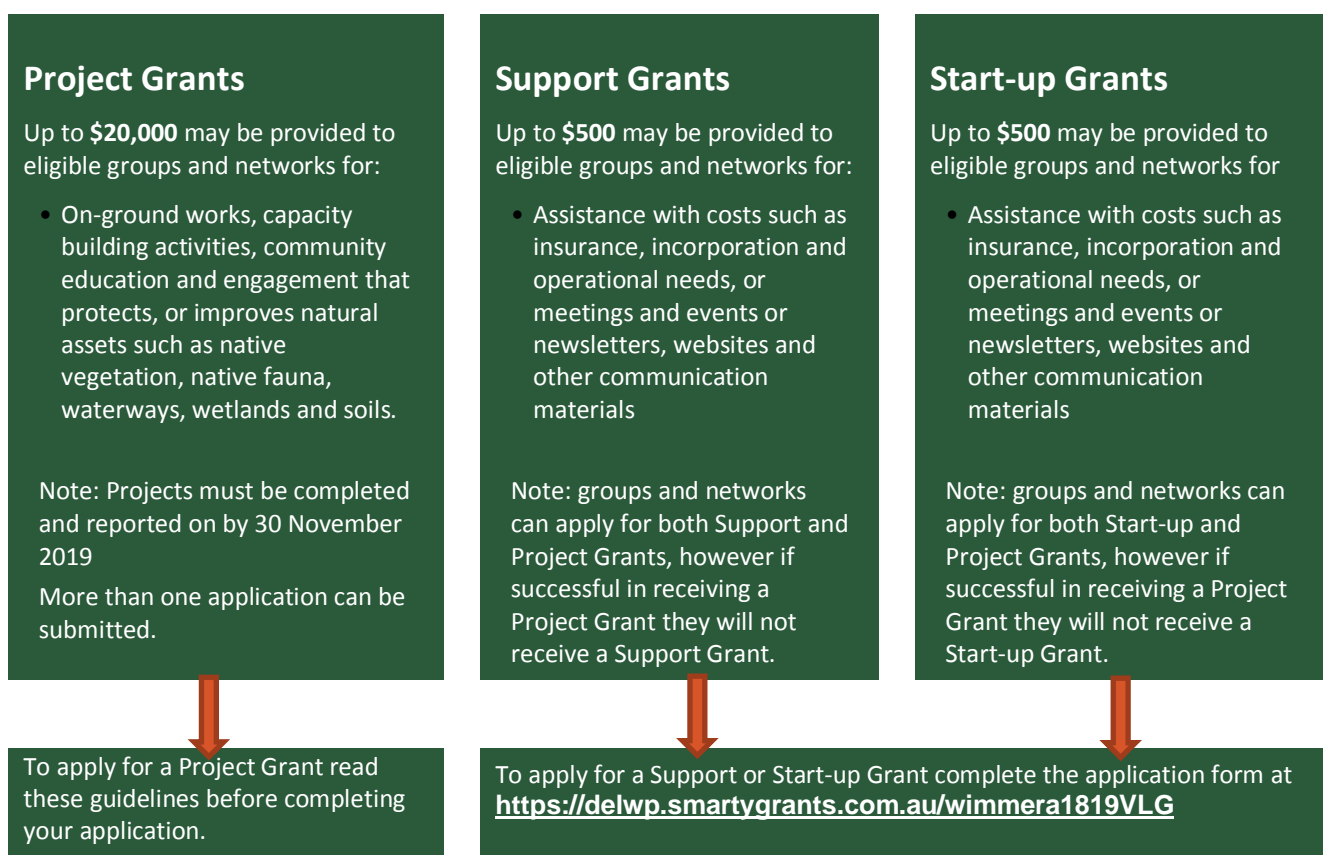 Project Grants
Up to $20,000 may be provided to
eligible groups and networks for:
• On-ground works, capacity
building activities, community
education and engagement that
protects, or improves natural
assets such as native
vegetation, native fauna,
waterways, wetlands and soils.
Note: Projects must be completed
and reported on by 30 November
2019
More than one application can be
submitted.
To apply for a Project Grant read
these guidelines before completing
your application.
Support Grants
Up to $500 may be provided to
eligible groups and networks for:
• Assistance with costs such as
insurance, incorporation and
operational needs, or
meetings and events or
newsletters, websites and
other communication
materials
Note: groups and networks
can apply for both Support and
Project Grants, however if
successful in receiving a
Project Grant they will not
receive a Support Grant.
Start-up Grants
Up to $500 may be provided to
eligible groups and networks for
• Assistance with costs such as
insurance, incorporation and
operational needs, or
meetings and events or
newsletters, websites and
other communication
materials
Note: groups and networks can
apply for both Start-up and
Project Grants, however if
successful in receiving a Project
Grant they will not receive a
Start-up Grant.
To apply for a Support or Start-up Grant complete the application form at
https://delwp.smartygrants.com.au/wimmera1819VLG